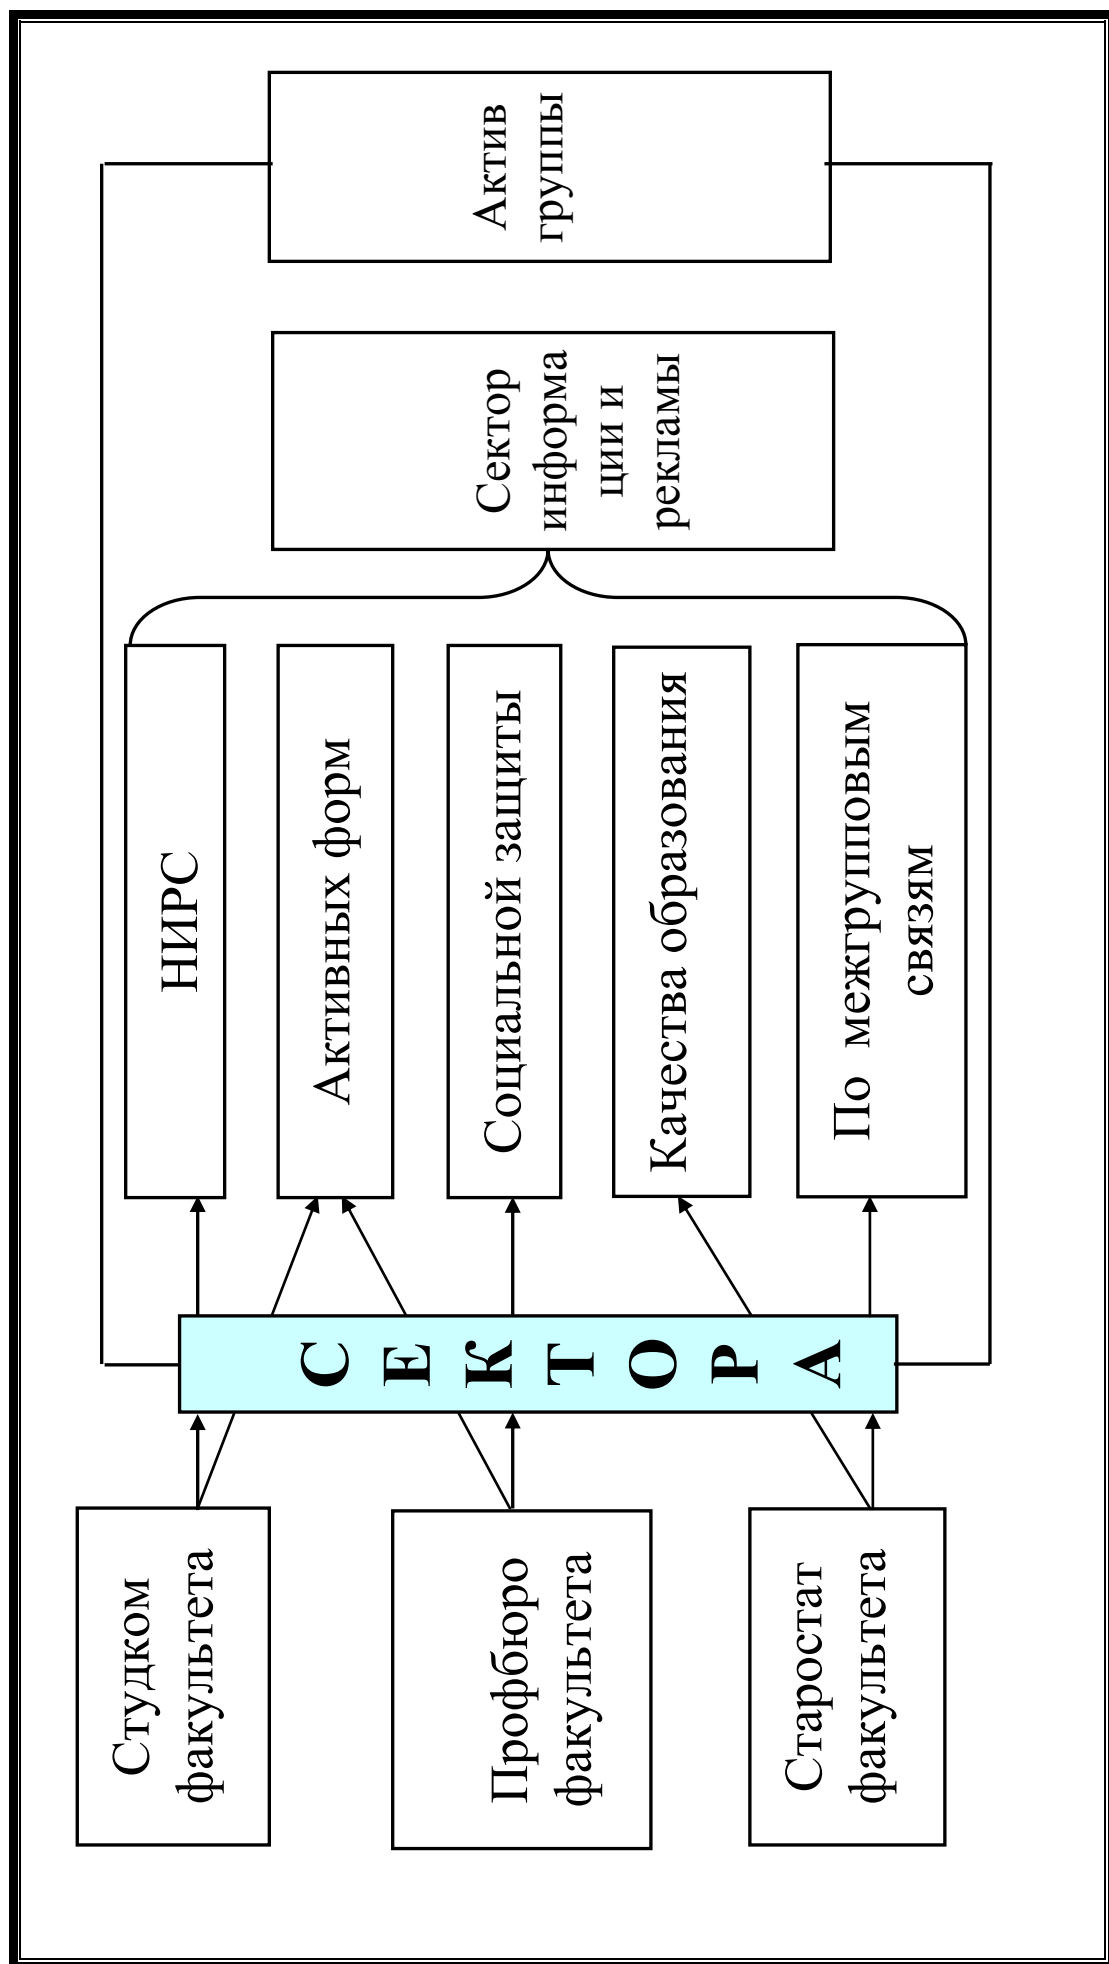 Студком
факультета
Профбюро
факультета
Старостат
факультета
С
Е
К
Т
О
Р
А
НИРС
Активных форм
Социальной защиты
Качества образования
По межгрупповым
связям
Сектор
информа
ции и
рекламы
Актив
группы